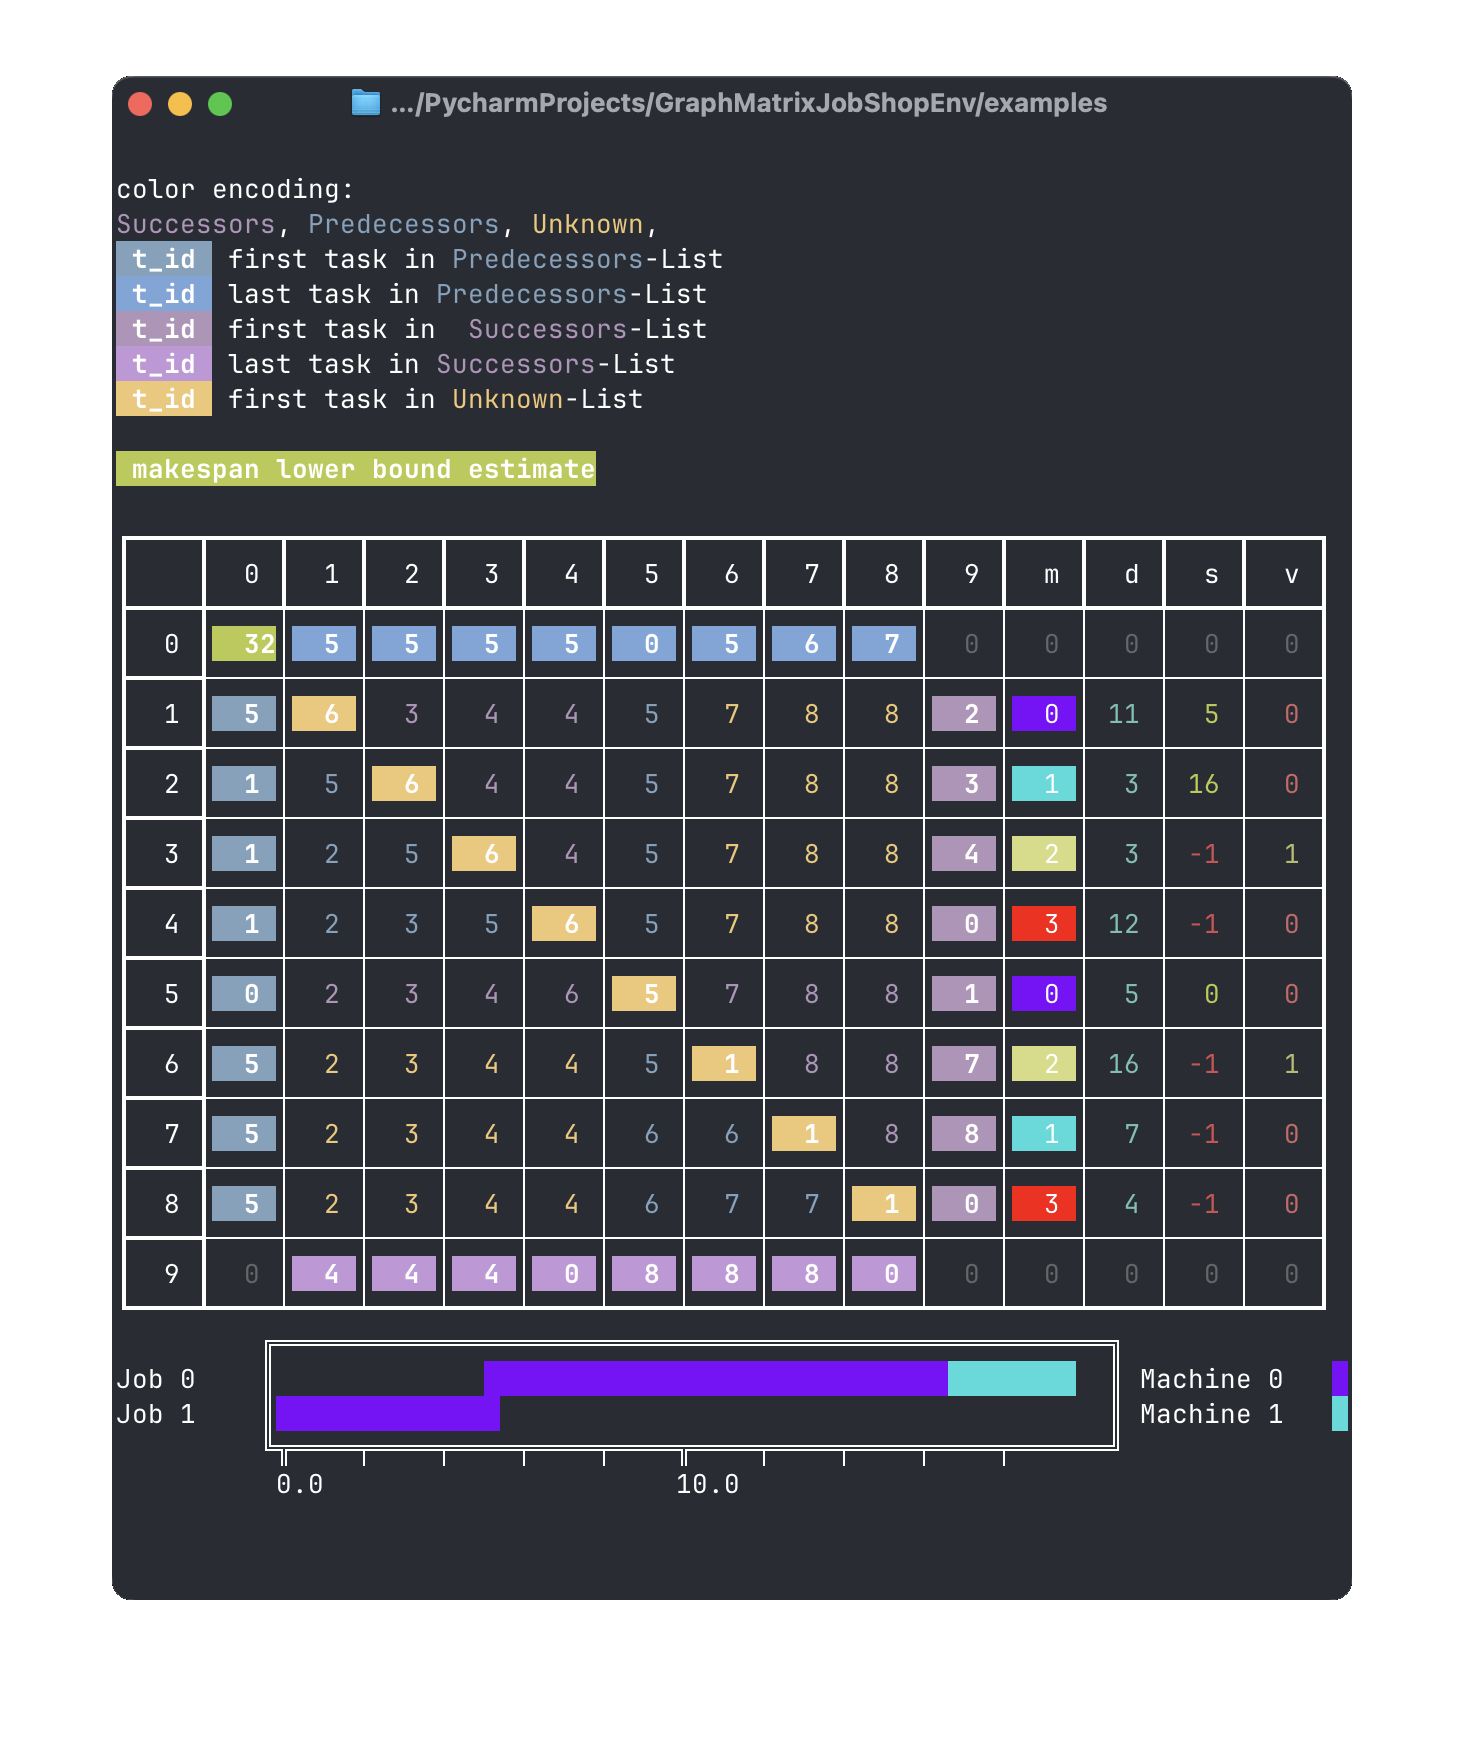 .../PycharmProjects/GraphMatrixJobShopEnv/examples
color encoding:
Successors, Predecessors, Unknown,
t_id first task in Predecessors-List
t_id last task in Predecessors-List
t_id first task in  Successors-List
t_id last task in Successors-List
t_id first task in Unknown-List
makespan lower bound estimate
0 1 2 3 4 5 6 7 8 9 m d s v
0 32 5 5 5 5 0 5 6 7 0 0 0 0 0
1 5 6 3 4 4 5 7 8 8 2 0 11 5 0
2 1 5 6 4 4 5 7 8 8 3 1 3 16 0
3 1 2 5 6 4 5 7 8 8 4 2 3 -1 1
4 1 2 3 5 6 5 7 8 8 0 3 12 -1 0
5 0 2 3 4 6 5 7 8 8 1 0 5 0 0
6 5 2 3 4 4 5 1 8 8 7 2 16 -1 1
7 5 2 3 4 4 6 6 1 8 8 1 7 -1 0
8 5 2 3 4 4 6 7 7 1 0 3 4 -1 0
9 0 4 4 4 0 8 8 8 0 0 0 0 0 0
Job 0 Machine 0
Job 1 Machine 1
0.0 10.0